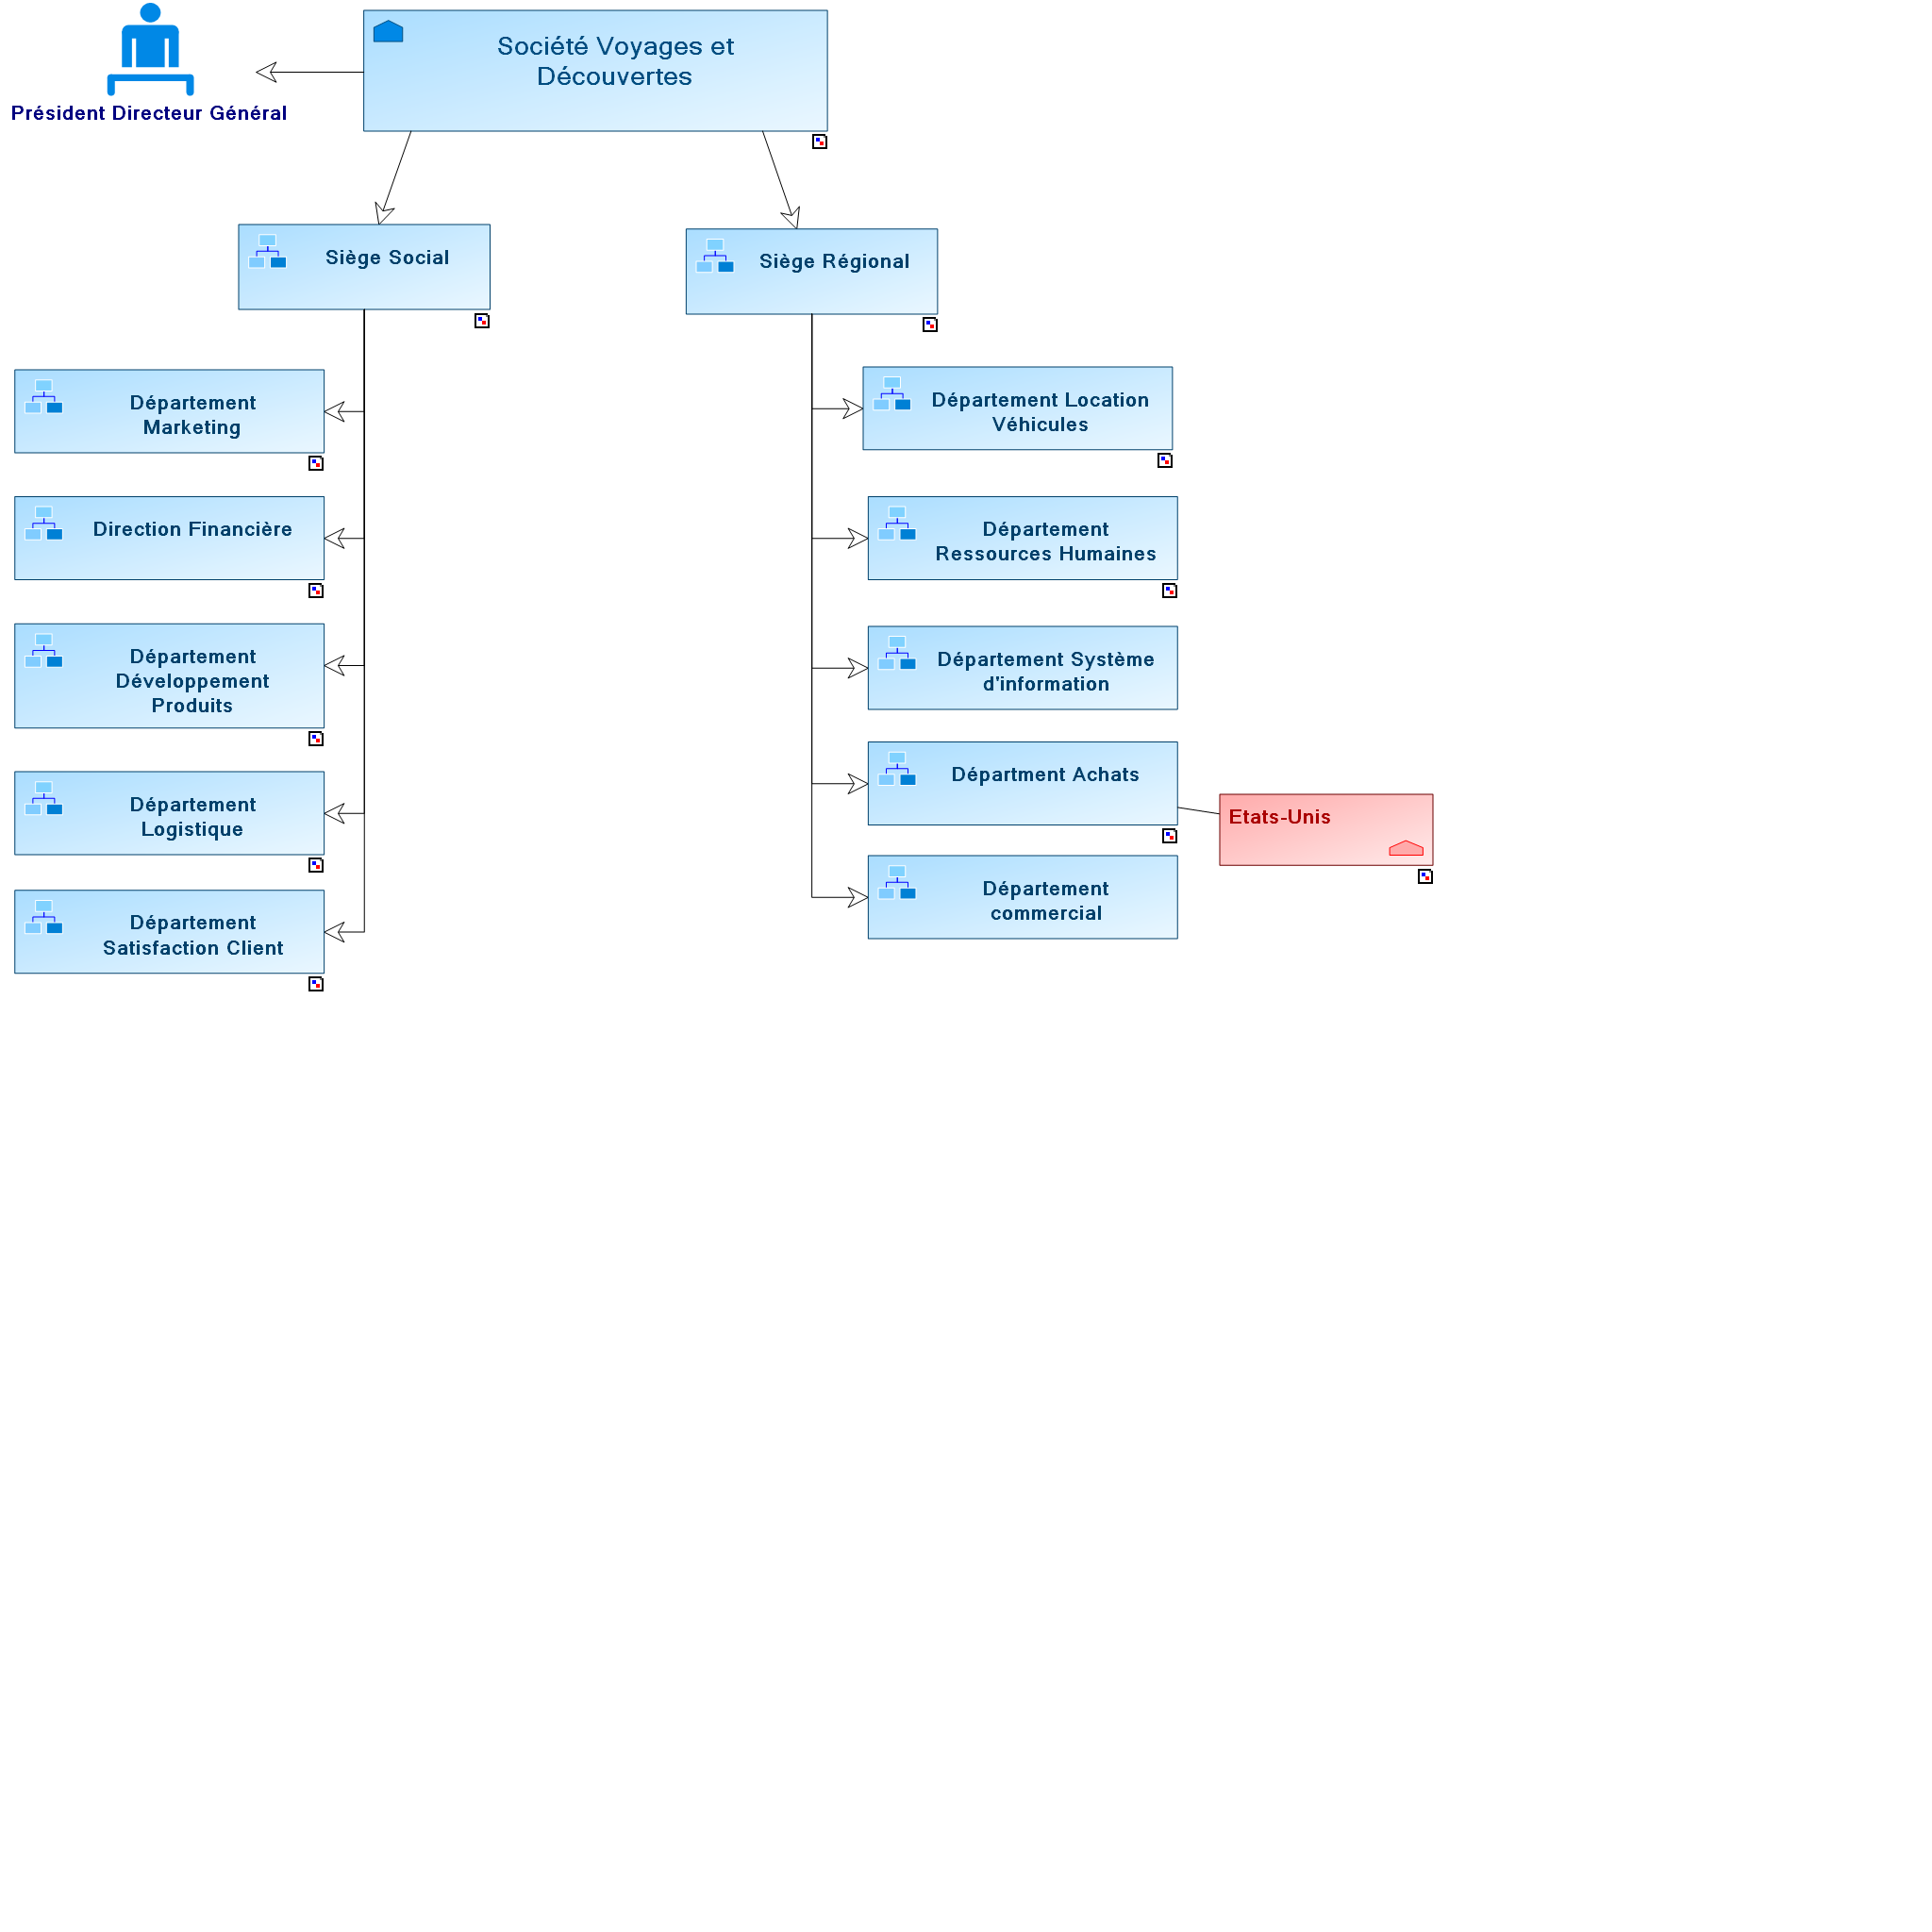 Société Voyages et
Découvertes
Président Directeur Général
Siège Social
Siège Régional
Département
Marketing
Direction Financière
Département
Développement
Produits
Département
Logistique
Département
Satisfaction Client
Département Location
Véhicules
Département
Ressources Humaines
Département Système
d'information
Départment Achats
Etats-Unis
Département
commercial